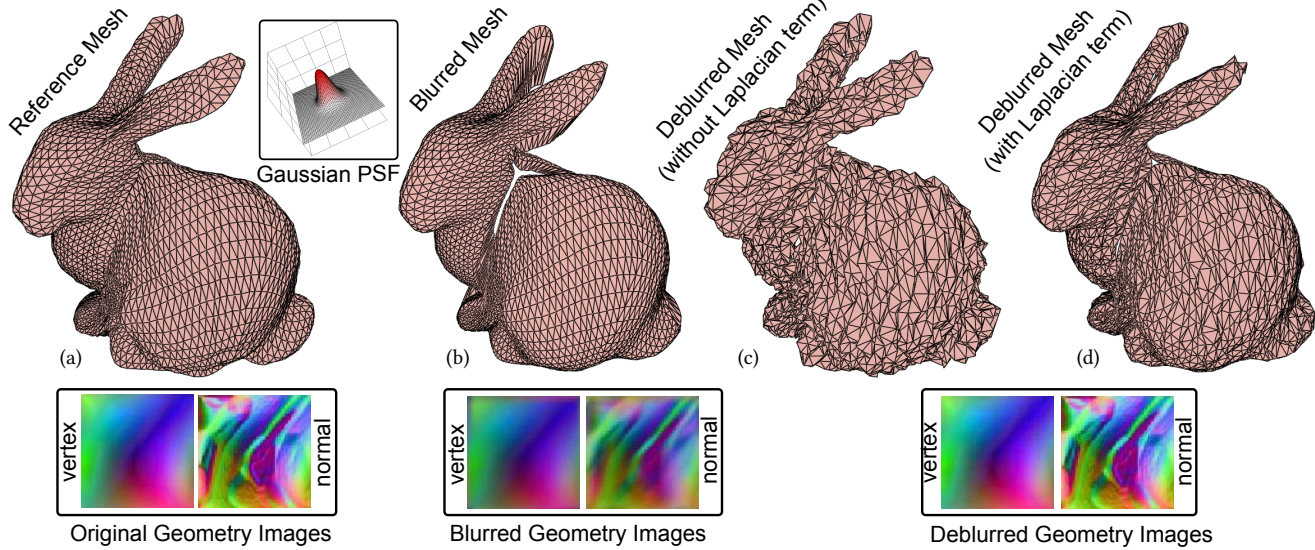 Reference Mesh
Gaussian PSF
Blurred Mesh
Deblurred Mesh
(without Laplacian term)
Deblurred Mesh
(with Laplacian term)
(a)
(b)
(c)
(d)
vertex
normal
Original Geometry Images
vertex
normal
Blurred Geometry Images
vertex
normal
Deblurred Geometry Images